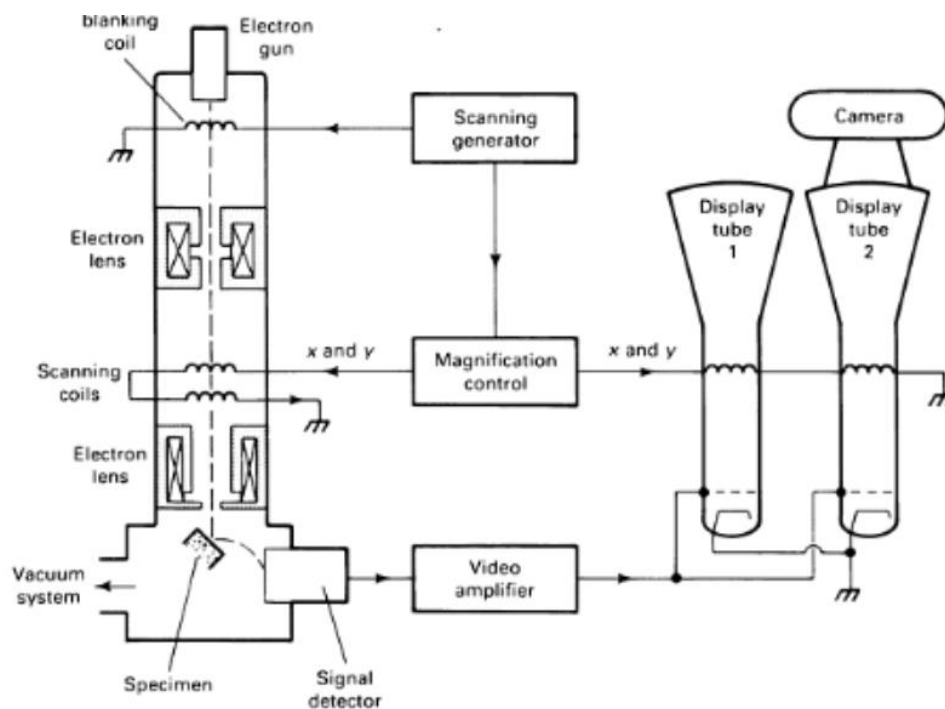 blanking
coil
Electron
gun
Scanning
generator
Camera
Electron
lens
Display
tube
1
Display
tube
2
Scanning
coils
x and y
Magnification
control
x and y
Electron
lens
Vacuum
system
Video
amplifier
Specimen
Signal
detector